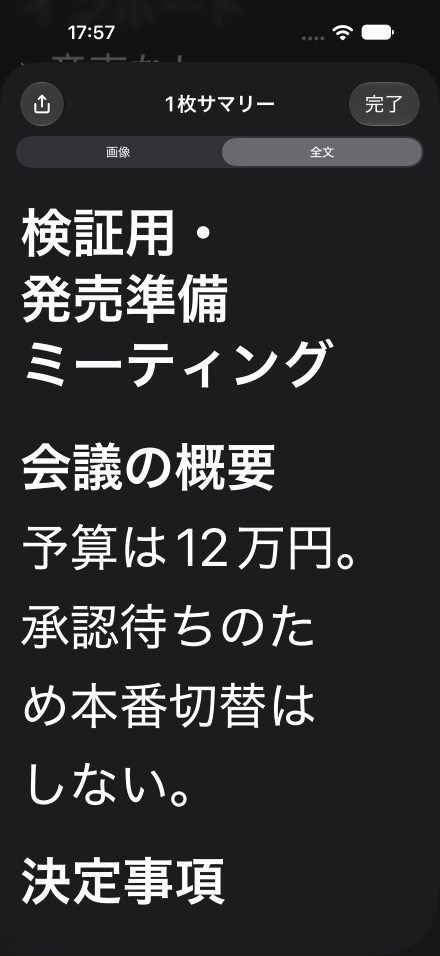 17:57
1枚サマリー
完了
画像
全文
検証用・
発売準備
ミーティング
会議の概要
予算は12万円。
承認待ちのた
め本番切替は
しない。
決定事項